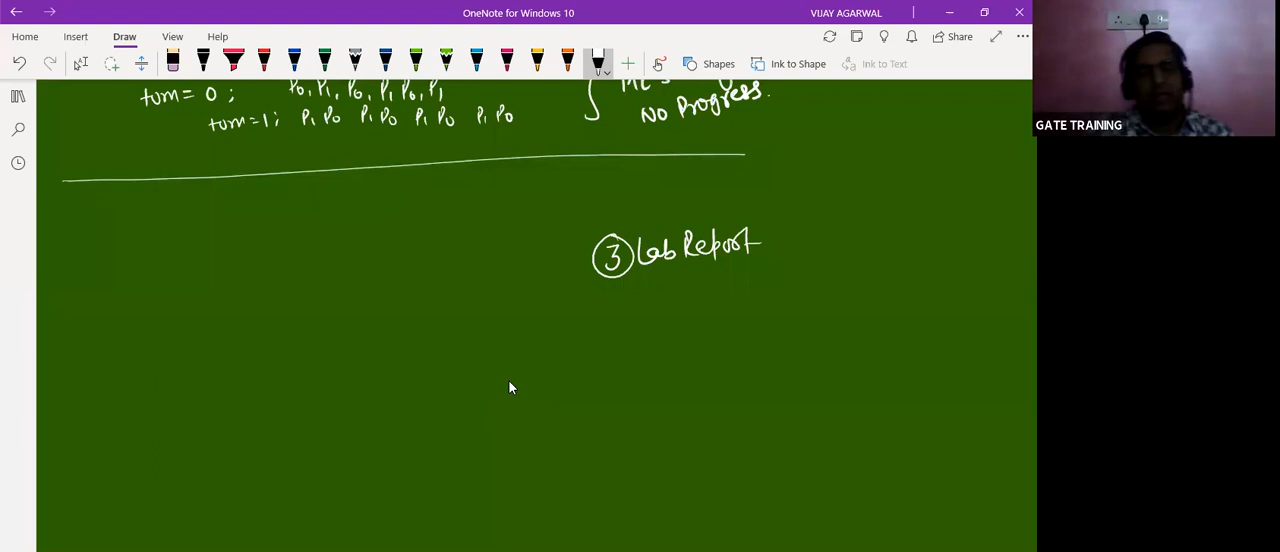 OneNote for Windows 10
VIJAY AGARWAL
Home Insert Draw View Help
Share
Shapes Ink to Shape Ink to Text
turn = 0 ; P0, P1, P0, P1, P0, P1
turn=1; P1 P0 P1 P0 P1 P0 P1 P0
No Progress.
GATE TRAINING
3 Lab Report